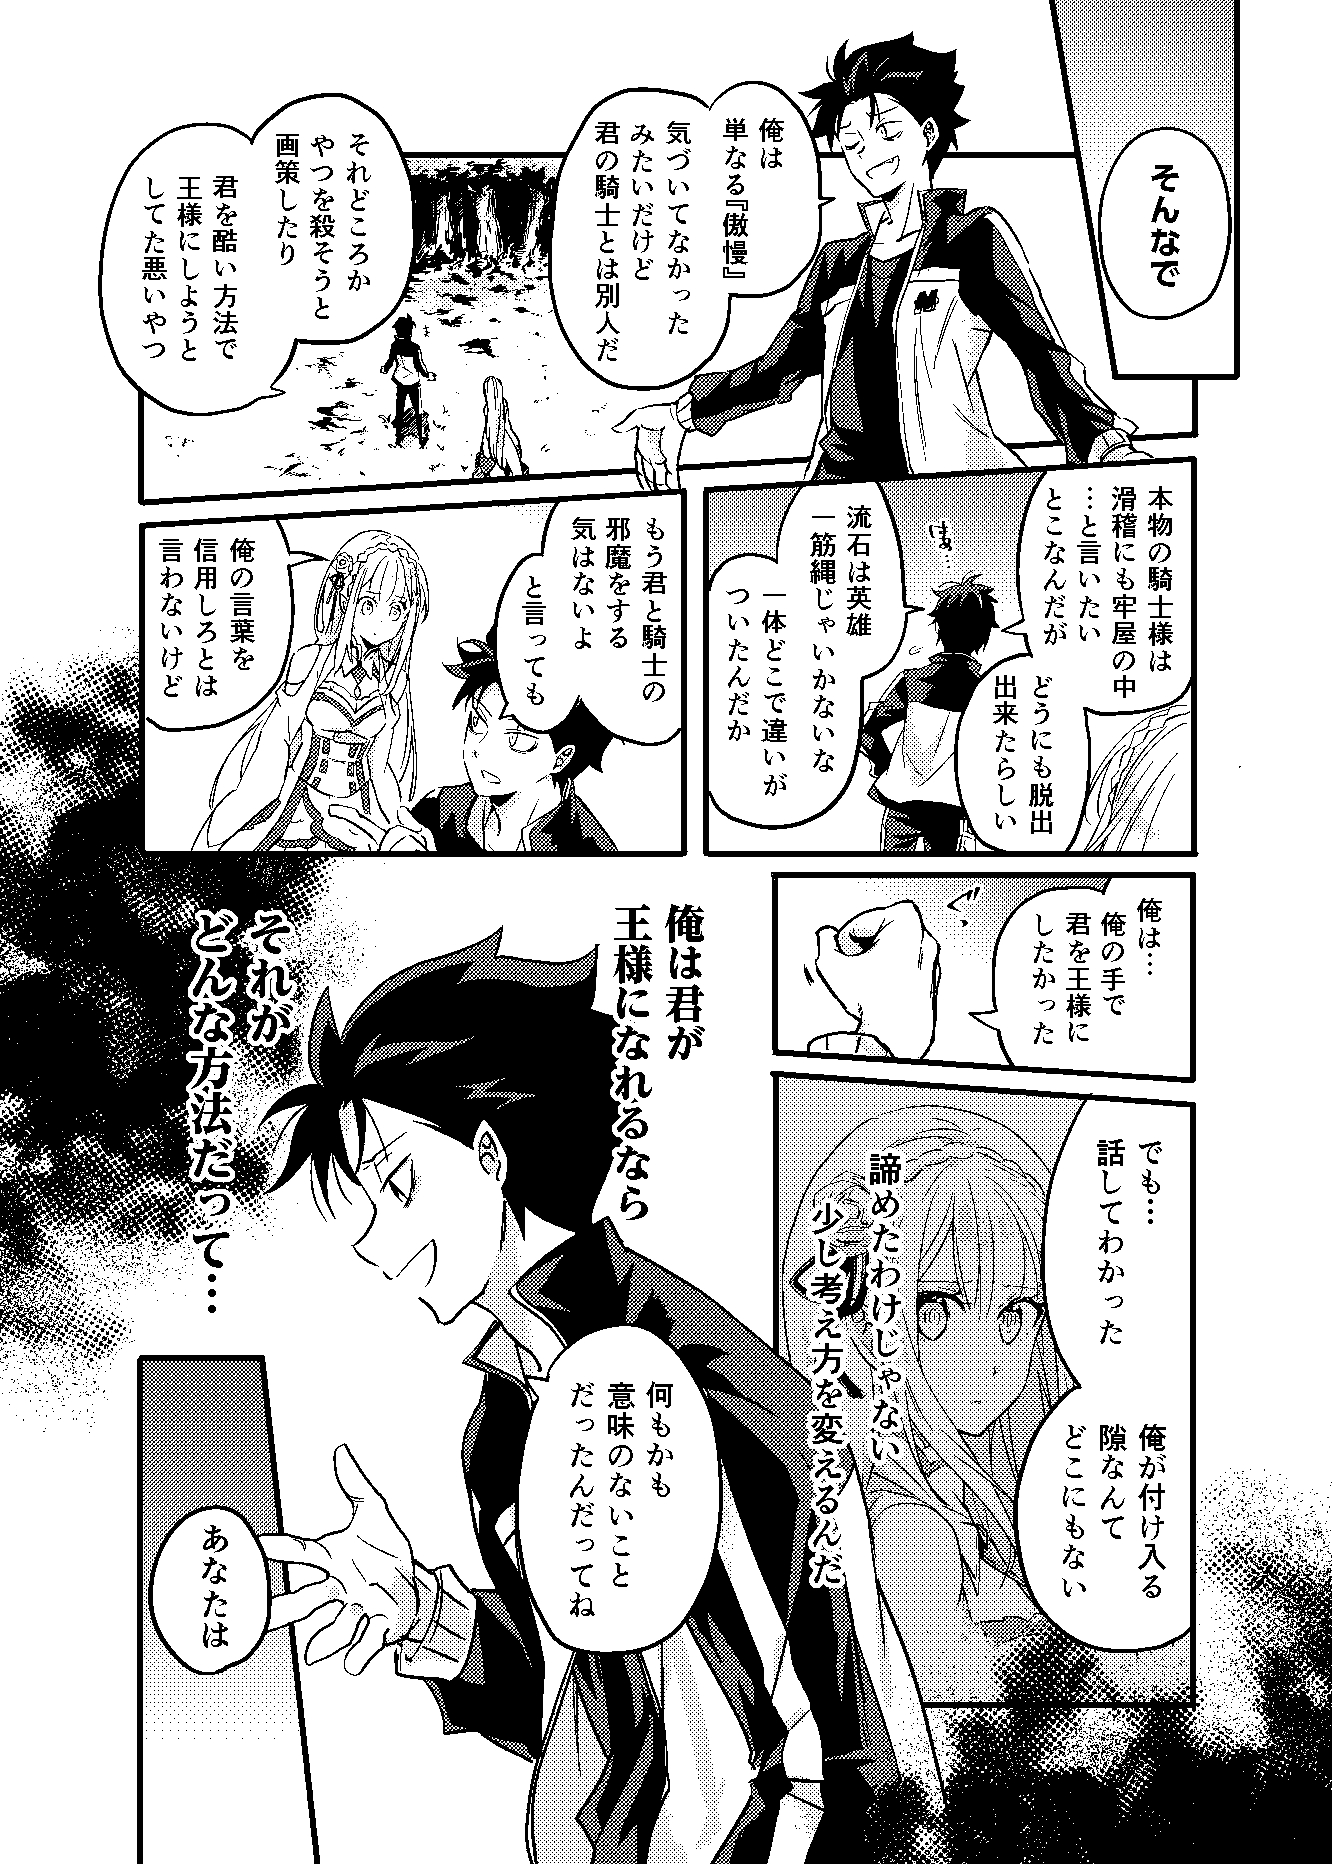 そんなで
俺は
単なる『傲慢』
気づいてなかった
みたいだけど
君の騎士とは別人だ
それどころか
やつを殺そうと
画策したり
君を酷い方法で
王様にしようと
してた悪いやつ
本物の騎士様は
滑稽にも牢屋の中
…と言いたい
とこなんだが
どうにも脱出
出来たらしい
はぁ…
流石は英雄
一筋縄じゃいかないな
一体どこで違いが
ついたんだか
もう君と騎士の
邪魔をする
気はないよ
と言っても
俺の言葉を
信用しろとは
言わないけど
俺は…
俺の手で
君を王様に
したかった
ぐっ
でも…
話してわかった
俺が付け入る
隙なんて
どこにもない
諦めたわけじゃない
少し考え方を変えるんだ
俺は君が
王様になれるなら
それが
どんな方法だって…
何もかも
意味のないこと
だったんだってね
あなたは